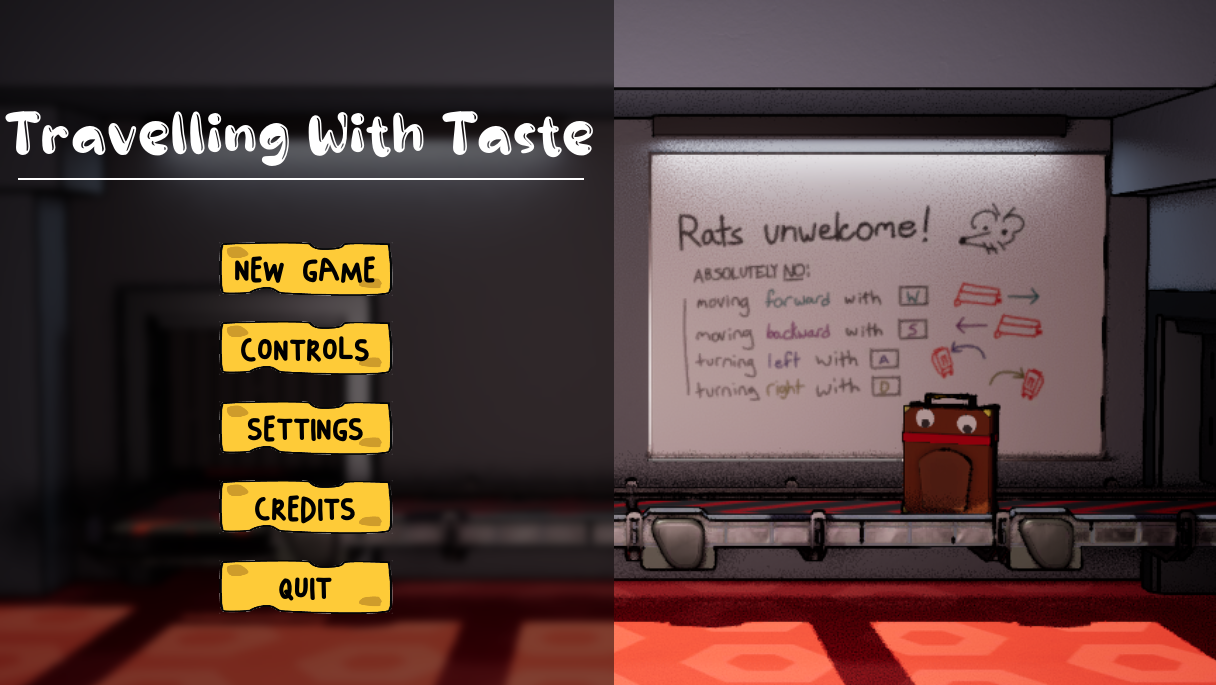 Travelling With Taste
NEW GAME
CONTROLS
SETTINGS
CREDITS
QUIT
Rats unwelcome!
ABSOLUTELY NO:
moving forward with W
moving backward with S
turning left with A
turning right with D